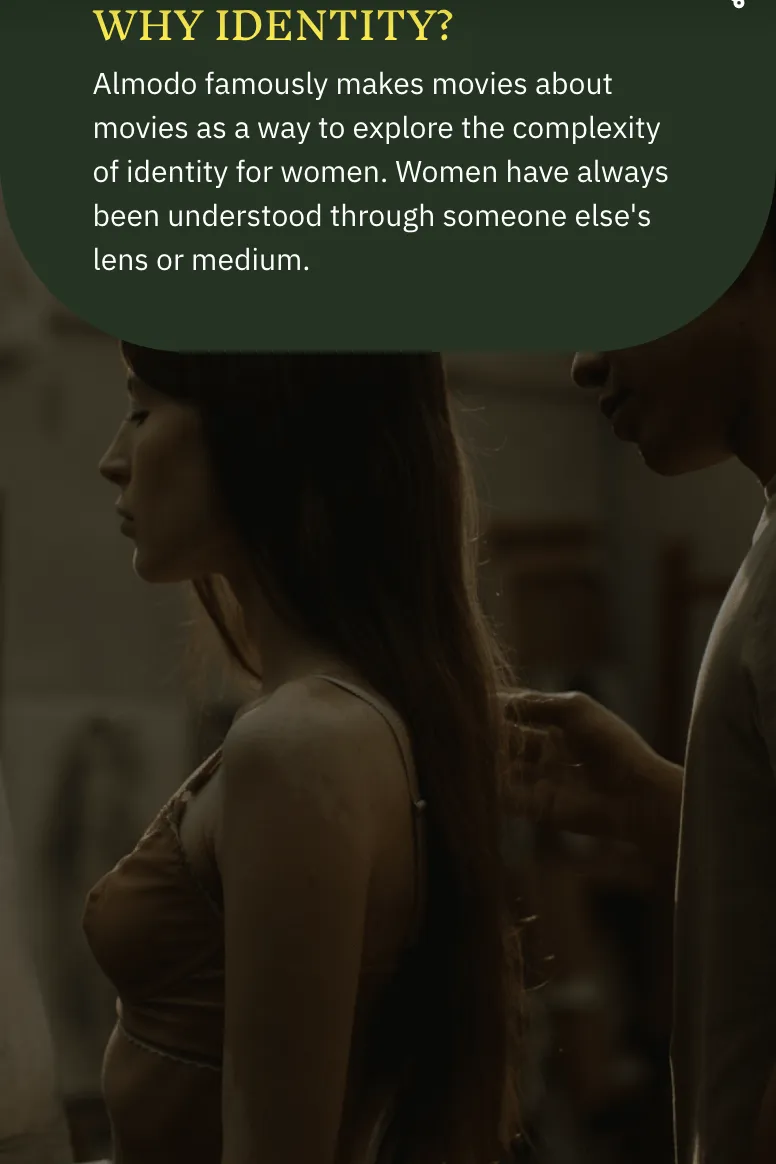 WHY IDENTITY?
Almodo famously makes movies about
movies as a way to explore the complexity
of identity for women. Women have always
been understood through someone else's
lens or medium.